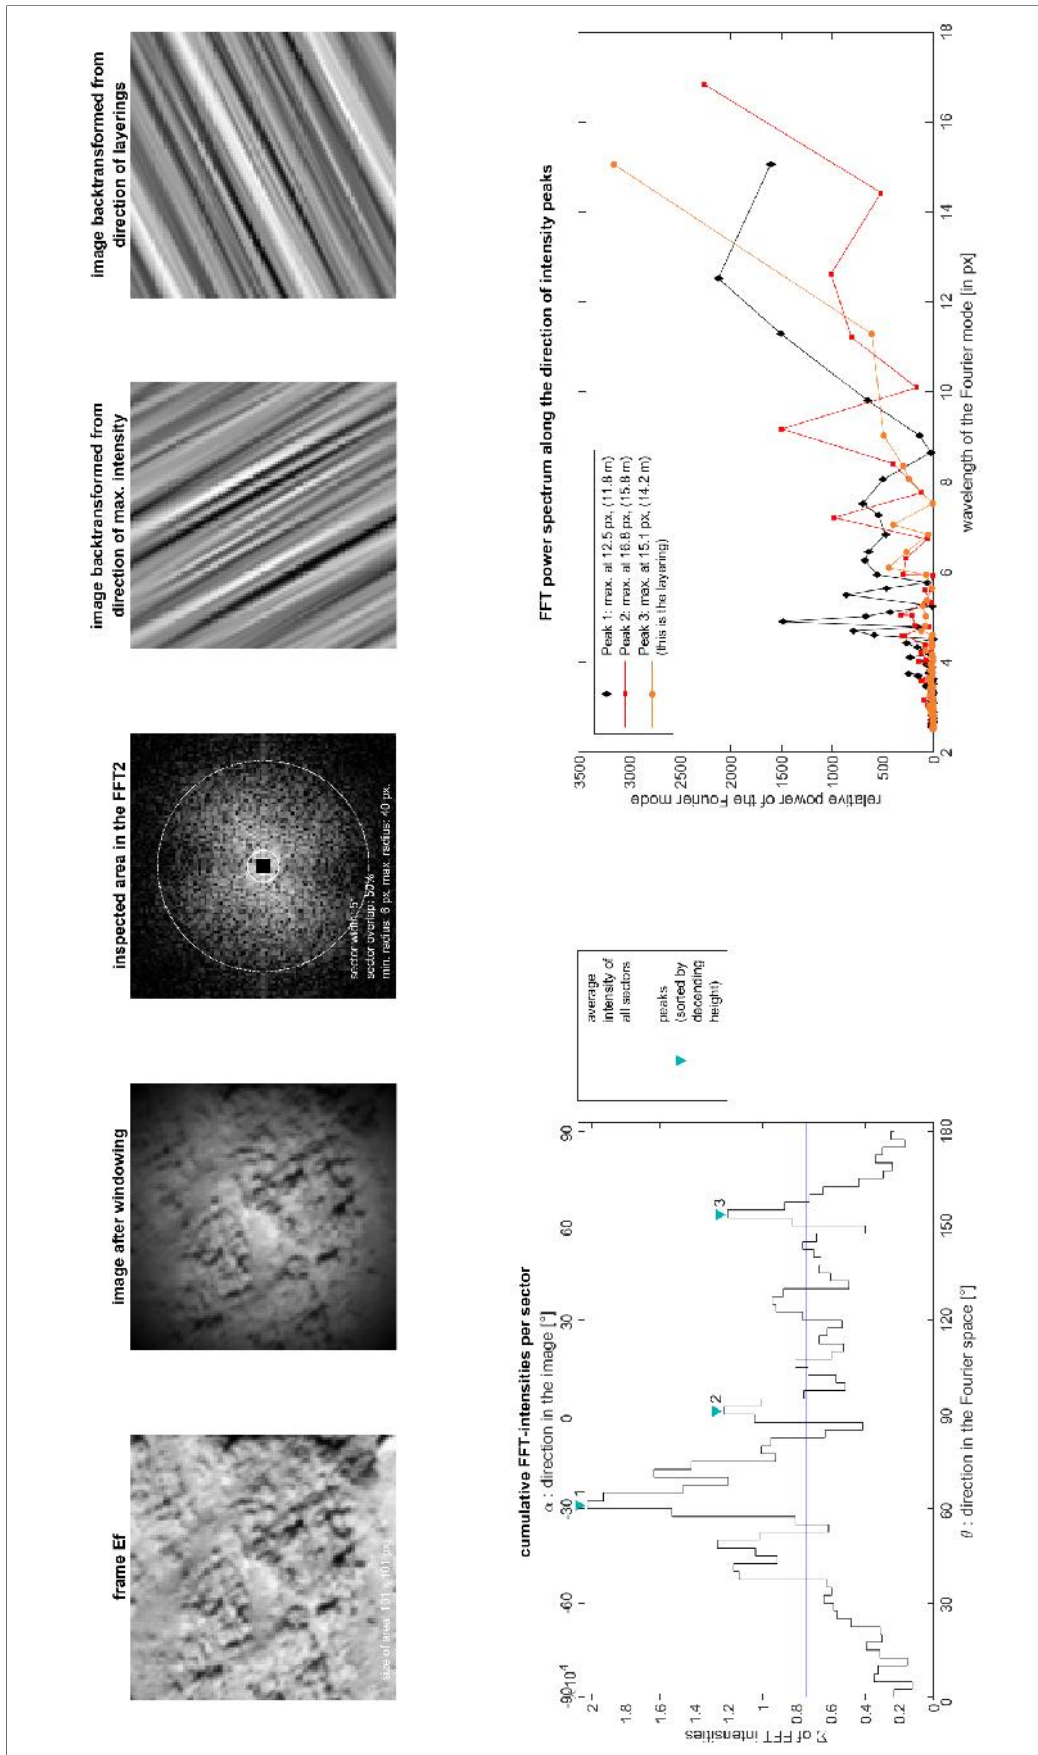 frame Ef
size of area: 101 101 px
image after windowing
inspected area in the FFT2
sector width: 5°
sector overlap: 50%
min. radius: 6 px, max. radius: 40 px.
image backtransformed from
direction of max. intensity
image backtransformed from
direction of layerings
cumulative FFT-intensities per sector
α : direction in the image [°]
-90 -60 -30 0 30 60 90
10⁴
2
1.8
1.6
1.4
1.2
1
0.8
0.6
0.4
0.2
0
Σ of FFT intensities
1
2
3
0 30 60 90 120 150 180
θ : direction in the Fourier space [°]
average
intensity of
all sectors
peaks
(sorted by
decending
height)
FFT power spectrum along the direction of intensity peaks
3500
3000
2500
2000
1500
1000
500
0
relative power of the Fourier mode
Peak 1: max. at 12.5 px, (11.8 m)
Peak 2: max. at 16.8 px, (15.8 m)
Peak 3: max. at 15.1 px, (14.2 m)
(this is the layering)
2 4 6 8 10 12 14 16 18
wavelength of the Fourier mode [in px]